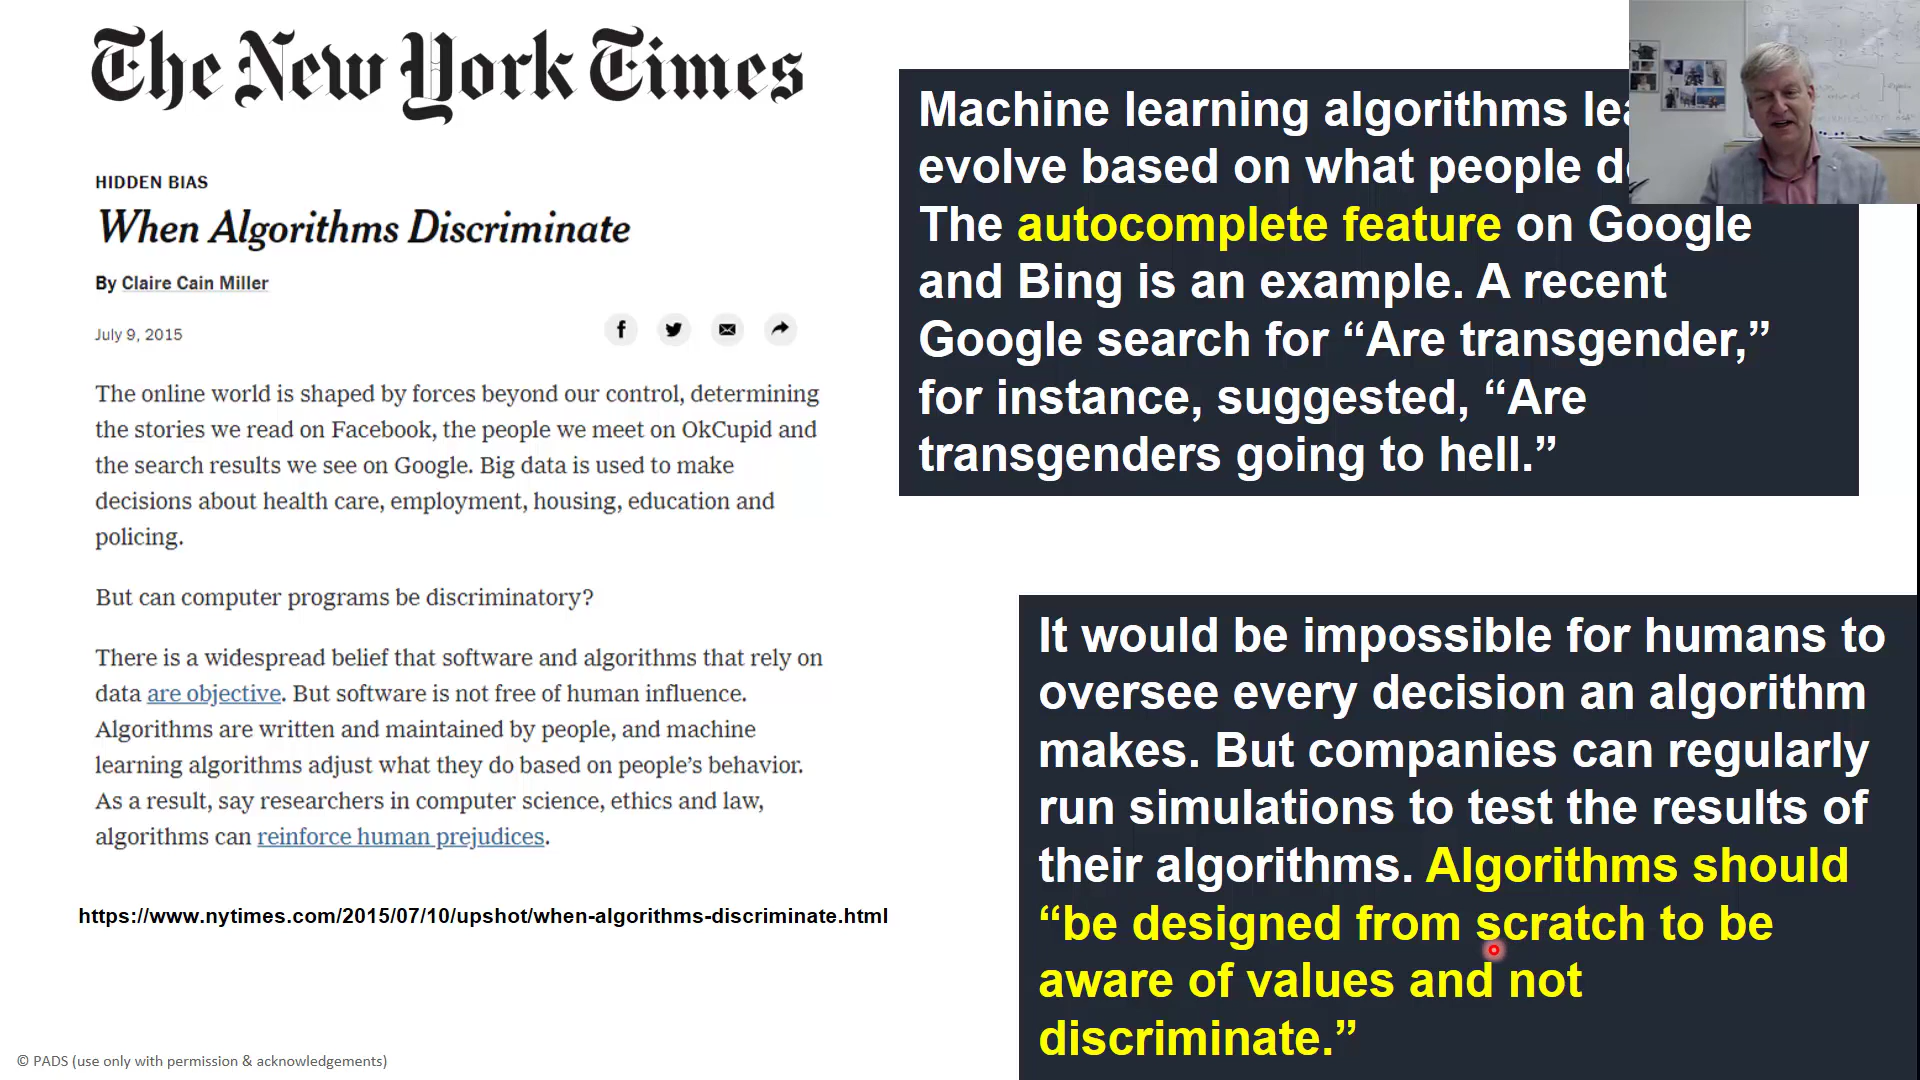 The New York Times
HIDDEN BIAS
When Algorithms Discriminate
By Claire Cain Miller
July 9, 2015
The online world is shaped by forces beyond our control, determining
the stories we read on Facebook, the people we meet on OkCupid and
the search results we see on Google. Big data is used to make
decisions about health care, employment, housing, education and
policing.
But can computer programs be discriminatory?
There is a widespread belief that software and algorithms that rely on
data are objective. But software is not free of human influence.
Algorithms are written and maintained by people, and machine
learning algorithms adjust what they do based on people's behavior.
As a result, say researchers in computer science, ethics and law,
algorithms can reinforce human prejudices.
https://www.nytimes.com/2015/07/10/upshot/when-algorithms-discriminate.html
Machine learning algorithms
evolve based on what people
The autocomplete feature on Google
and Bing is an example. A recent
Google search for “Are transgender,”
for instance, suggested, “Are
transgenders going to hell.”
It would be impossible for humans to
oversee every decision an algorithm
makes. But companies can regularly
run simulations to test the results of
their algorithms. Algorithms should
“be designed from scratch to be
aware of values and not
discriminate.”
© PADS (use only with permission & acknowledgements)